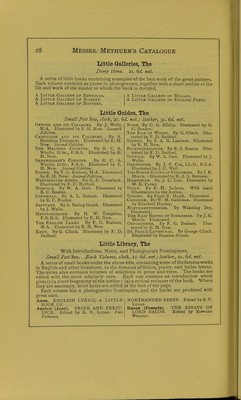 28 MESSRS. METHUEN'S CATALOGUE
Little Galleries, The
Demy 16mo. 2s. 6d. net.
A series of little books containing examples of the best work of the great painters.
Each volume contains 20 plates in photogravure, together with a short outline of the
life and work of the master to whom the book is devoted.
A LITTLE GALLERY OF REYNOLDS.
A LITTLE GALLERY OF ROMNEY.
A LITTLE GALLERY OF HOPPNER.
A LITTLE GALLERY OF MILLAIS.
A LITTLE GALLERY OF ENGLISH POETS.
Little Guides, The
Small Pott 8vo, cloth, 2s. 6d. net.; leather, 3s. 6d. net.
OXFORD AND ITS COLLEGES. By J. Wells,
M.A. Illustrated by E. H. New.
Edition.
CAMBRIDGE AND ITS COLLEGES. By A.
Hamilton Thompson. Illustrated by E. H.
New.
THE MALVERN COUNTRY. By B. C. A.
Windle, D.Sc., F.R.S. Illustrated by E.
H. New.
SHAKESPEARE'S COUNTRY. By B. C. A.
Windle, D.Sc., F.R.S. Illustrated by E.
H. New.
SUSSEX. By F. G. Brabant, M.A. Illustrated
by E. H. New.
WESTMINSTER ABBEY. By G. E. Troutbeck.
Illustrated by F. D. Bedford.
NORFOLK. By W. A. Dutt. Illustrated by
B. C. Boulter.
CORNWALL. By A. L. Salmon. Illustrated
by B. C. Boulter.
BRITTANY. By S. Baring-Gould. Illustrated
by J. Wylie.
HERTFORDSHIRE. By H. W. Tompkins,
F.R.H.S. Illustrated by E. H. New.
THE ENGLISH LAKES. By F. G. Brabant,
M.A. Illustrated by E. H. New.
KENT. By G. Clinch. Illustrated by F. D.
Bedford.
ROME. By C. G. Ellaby. Illustrated by B.
C. Boulter.
THE ISLE OF WIGHT. By G. Clinch. Illustrated
by F. D. Bedford.
SURREY. By F. A. H. Lambert. Illustrated
by E. H. New.
BUCKINGHAMSHIRE. By E. S. Roscoe. Illustrated
by F. D. Bedford.
SUFFOLK. By W. A. Dutt. Illustrated by J.
Wylie.
DERBYSHIRE. By J. C. Cox, LL.D., F.S.A.
Illustrated by J. C. Wall.
THE NORTH RIDING OF YORKSHIRE. By J. E.
Morris. Illustrated by R. J. S. Bertram.
HAMPSHIRE. By J. C. Cox. Illustrated by
M. E. Purser.
SICILY. By F. H. Jackson. With many
Illustrations by the Author.
DORSET. By Frank R. Heath. Illustrated.
CHESHIRE. By W. M. Gallichan. Illustrated
by Elizabeth Hartley.
NORTHAMPTONSHIRE. By Wakeling Dry.
Illustrated.
THE EAST RIDING OF YORKSHIRE. By J. E.
Morris. Illustrated.
OXFORDSHIRE. By F. G. Brabant. Illustrated
by E. H. New.
ST. PAUL'S CATHEDRAL. By George Clinch.
Illustrated by Beatrice Alcock.
Little Library, The
With Introductions, Notes, and Photogravure Frontispieces.
Small Pott 8vo. Each Volume, cloth, 1s. 6d. net; leather, 2s. 6d. net.
A series of small books under the above title, containing some of the famous works
in English and other literatures, in the domains of fiction, poetry, and belles lettres.
The series also contains volumes of selections in prose and verse. The books are
edited with the most scholarly care. Each one contains an introduction which
gives (1) a short biography of the author; (2) a critical estimate of the book. Where
they are necessary, short notes are added at the foot of the page.
Each volume has a photogravure frontispiece, and the books are produced with
great care.
Anon. ENGLISH LYRICS, A LITTLE
BOOK OF.
Austen (Jane). PRIDE AND PREJUDICE.
Edited by E. V. LUCAS. Two
Volumes.
NORTHANGER ABBEY. Edited by E. V.
LUCAS.
Bacon (Francis). THE ESSAYS OF
LORD BACON. Edited by EDWARD
WRIGHT.